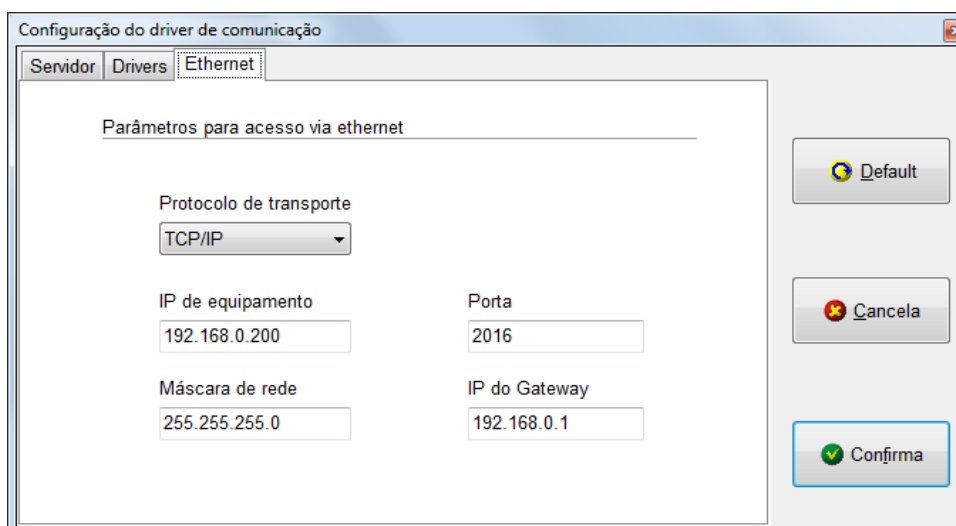 Configuração do driver de comunicação
Servidor Drivers Ethernet
Parâmetros para acesso via ethernet
Protocolo de transporte
TCP/IP
IP de equipamento Porta
192.168.0.200 2016
Máscara de rede IP do Gateway
255.255.255.0 192.168.0.1
Default
Cancela
Confirma